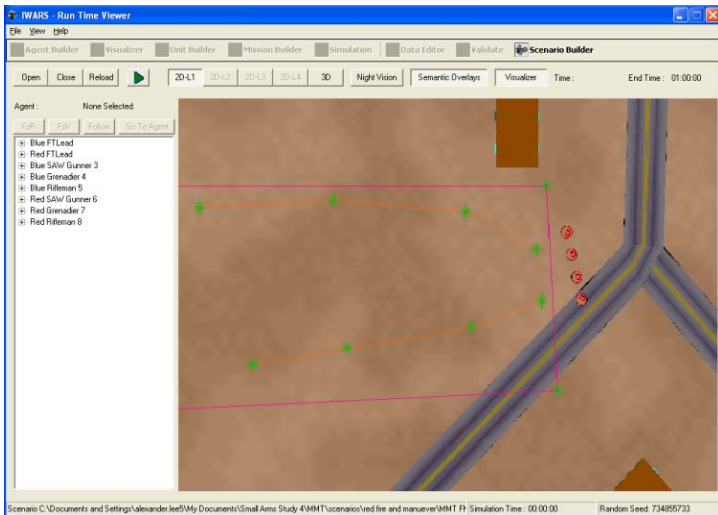 IWARS - Run Time Viewer
File View Help
Agent Builder Visualizer Unit Builder Mission Builder Simulation Data Editor Validate Scenario Builder
Open Close Reload 2D-L1 2D-L2 2D-L3 2D-L4 3D Night Vision Semantic Overlays Visualizer Time : End Time : 01:00:00
Agent : None Selected
FoR FoV Follow Go To Agent
Blue FTLead
Red FTLead
Blue SAW Gunner 3
Blue Grenadier 4
Blue Rifleman 5
Red SAW Gunner 6
Red Grenadier 7
Red Rifleman 8
Scenario C:\Documents and Settings\alexander.lee5\My Documents\Small Arms Study 4\MMT\scenarios\red fire and manuever\MMT Simulation Time : 00:00:00 Random Seed: 734855733